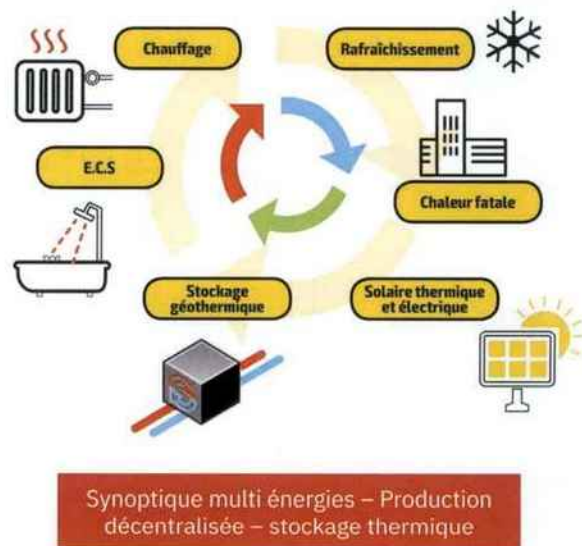 Chauffage
Rafraîchissement
E.C.S
Chaleur fatale
Stockage
géothermique
Solaire thermique
et électrique
Synoptique multi énergies – Production
décentralisée – stockage thermique